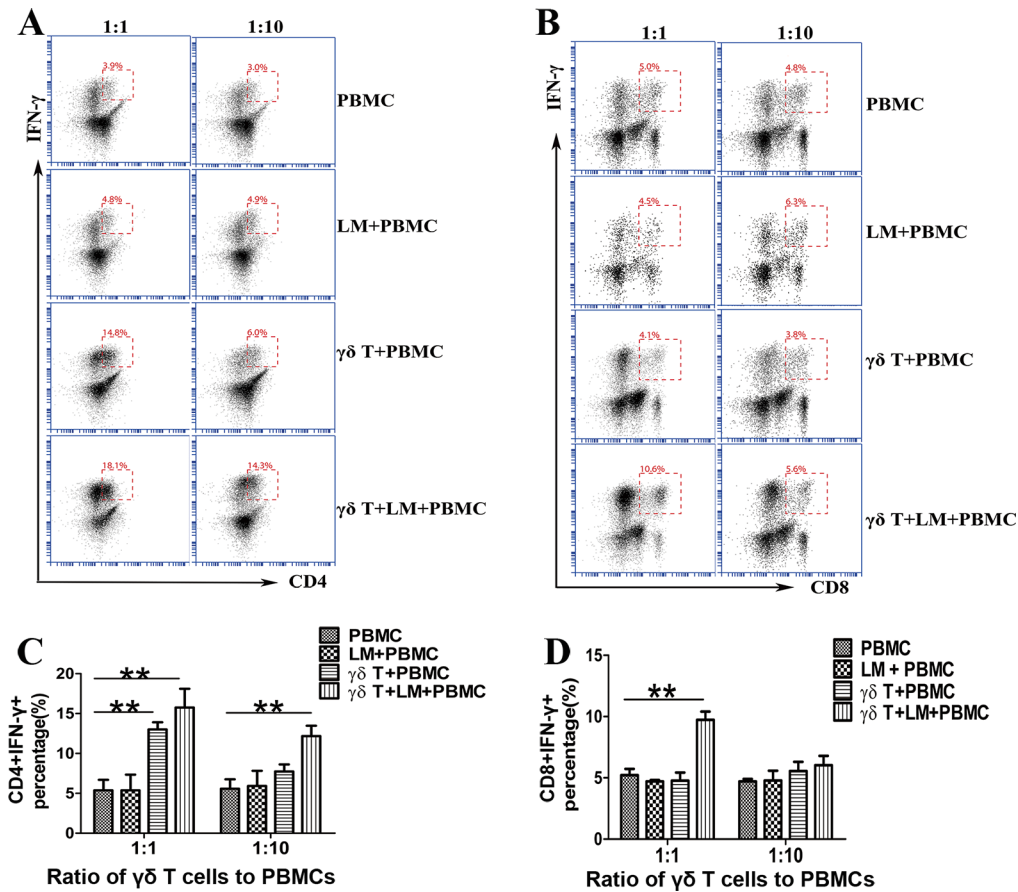 A
1:1
1:10
IFN-γ
3.9%
3.0%
PBMC
4.8%
4.9%
LM+PBMC
14.8%
6.0%
γδ T+PBMC
18.1%
14.3%
γδ T+LM+PBMC
CD4
B
1:1
1:10
IFN-γ
5.0%
4.8%
PBMC
4.5%
6.3%
LM+PBMC
4.1%
3.8%
γδ T+PBMC
10.6%
5.6%
γδ T+LM+PBMC
CD8
C
PBMC
LM+PBMC
γδ T+PBMC
γδ T+LM+PBMC
CD4+IFN-γ+
percentage(%)
20
15
10
5
0
**
**
**
1:1
1:10
Ratio of γδ T cells to PBMCs
D
PBMC
LM + PBMC
γδ T+PBMC
γδ T+LM+PBMC
CD8+IFN-γ+
percentage(%)
15
10
5
0
**
1:1
1:10
Ratio of γδ T cells to PBMCs